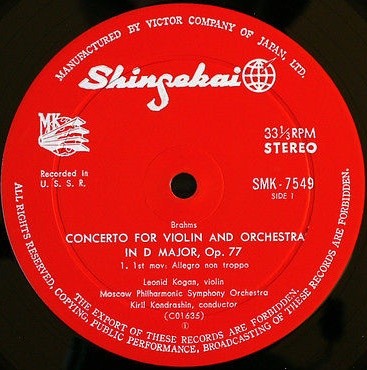 MANUFACTURED BY VICTOR COMPANY OF JAPAN, LTD.
Shinsekai
MK
33⅓RPM
STEREO
Recorded in
U. S. S. R.
SMK-7549
SIDE 1
Brahms
CONCERTO FOR VIOLIN AND ORCHESTRA
IN D MAJOR, Op. 77
1. 1st mov: Allegro non troppo
Leonid Kogan, violin
Moscow Philharmonic Symphony Orchestra
Kiril Kondrashin, conductor
(C01635)
①
ALL RIGHTS RESERVED, COPYING, PUBLIC PERFORMANCE, BROADCASTING OF THESE RECORDS ARE FORBIDDEN.
THE EXPORT OF THESE RECORDS ARE FORBIDDEN.